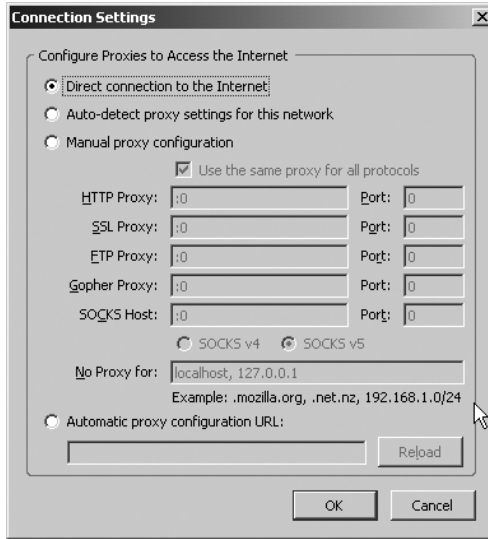 Connection Settings
Configure Proxies to Access the Internet
Direct connection to the Internet
Auto-detect proxy settings for this network
Manual proxy configuration
Use the same proxy for all protocols
HTTP Proxy: :0 Port: 0
SSL Proxy: :0 Port: 0
FTP Proxy: :0 Port: 0
Gopher Proxy: :0 Port: 0
SOCKS Host: :0 Port: 0
SOCKS v4 SOCKS v5
No Proxy for: localhost, 127.0.0.1
Example: .mozilla.org, .net.nz, 192.168.1.0/24
Automatic proxy configuration URL:
Reload
OK Cancel